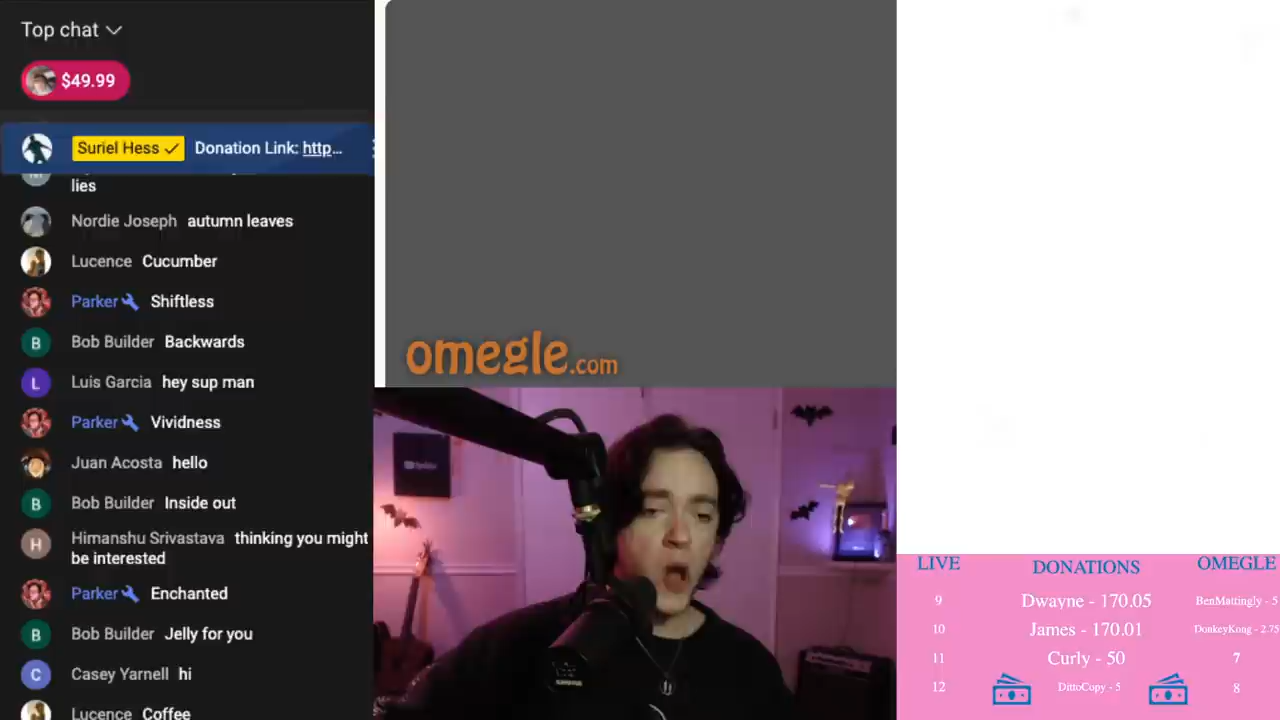 Top chat
$49.99
Suriel Hess Donation Link: http...
lies
Nordie Joseph autumn leaves
Lucence Cucumber
Parker Shiftless
B Bob Builder Backwards
L Luis Garcia hey sup man
Parker Vividness
Juan Acosta hello
B Bob Builder Inside out
H Himanshu Srivastava thinking you might
be interested
Parker Enchanted
B Bob Builder Jelly for you
C Casey Yarnell hi
Lucence Coffee
omegle.com
LIVE DONATIONS OMEGLE
9 Dwayne - 170.05 BenMattingly - 5
10 James - 170.01 DonkeyKong - 2.75
11 Curly - 50 7
12 DittoCopy - 5 8